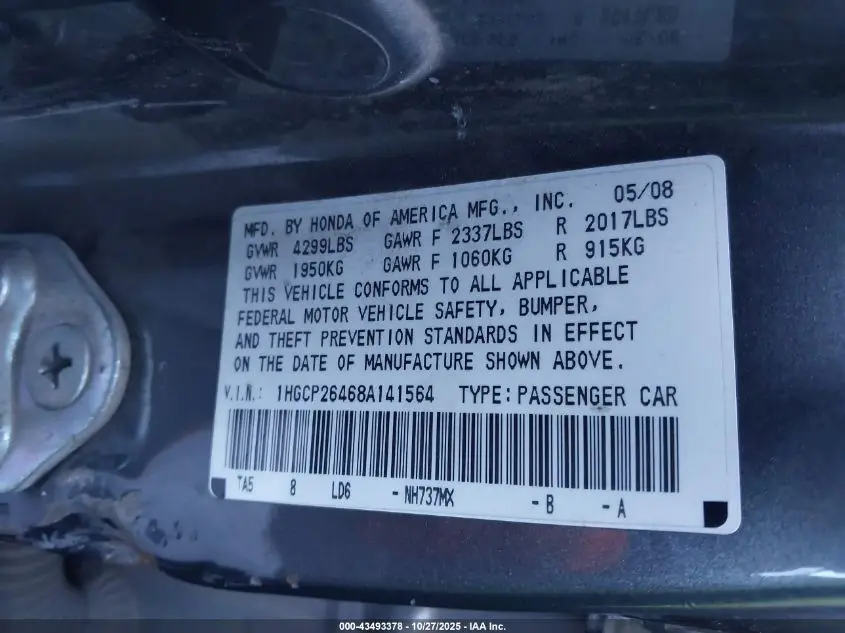 MFD. BY HONDA OF AMERICA MFG., INC. 05/08
GVWR 4299LBS GAWR F 2337LBS R 2017LBS
GVWR 1950KG GAWR F 1060KG R 915KG
THIS VEHICLE CONFORMS TO ALL APPLICABLE
FEDERAL MOTOR VEHICLE SAFETY, BUMPER,
AND THEFT PREVENTION STANDARDS IN EFFECT
ON THE DATE OF MANUFACTURE SHOWN ABOVE.
V.I.N.: 1HGCP26468A141564 TYPE: PASSENGER CAR
TA5 8 LD6 - NH737MX - B - A
000-43493378 - 10/27/2025 - IAA Inc.